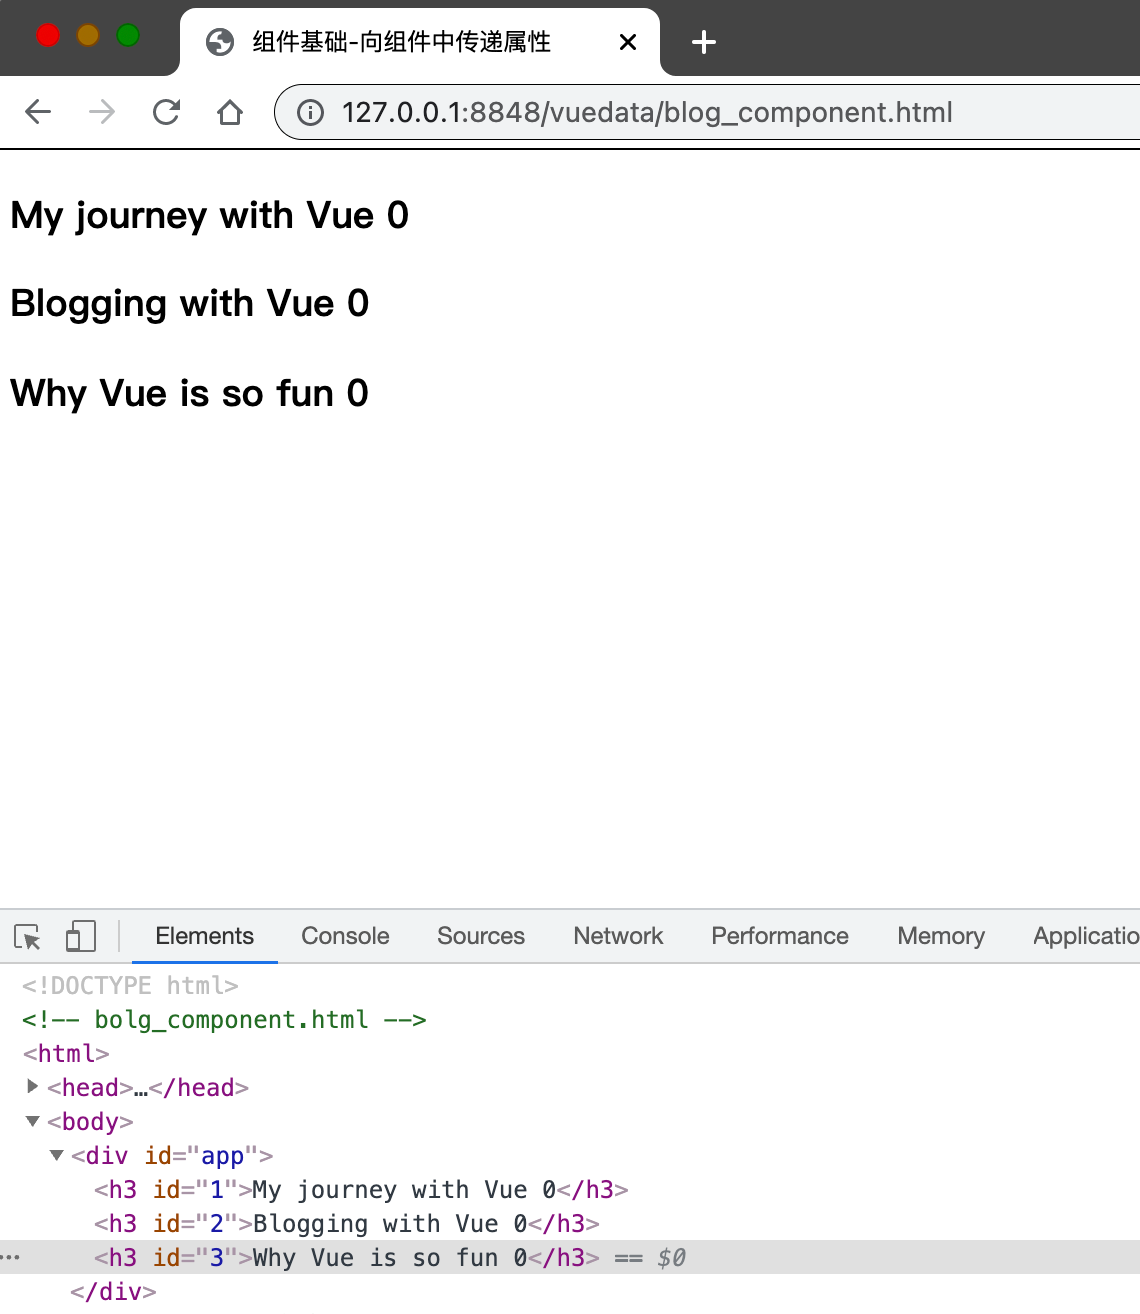 组件基础-向组件中传递属性
127.0.0.1:8848/vuedata/blog_component.html
My journey with Vue 0
Blogging with Vue 0
Why Vue is so fun 0
Elements Console Sources Network Performance Memory Applicatio
<!DOCTYPE html>
<!-- bolg_component.html -->
<html>
<head>…</head>
<body>
<div id="app">
<h3 id="1">My journey with Vue 0</h3>
<h3 id="2">Blogging with Vue 0</h3>
<h3 id="3">Why Vue is so fun 0</h3> == $0
</div>